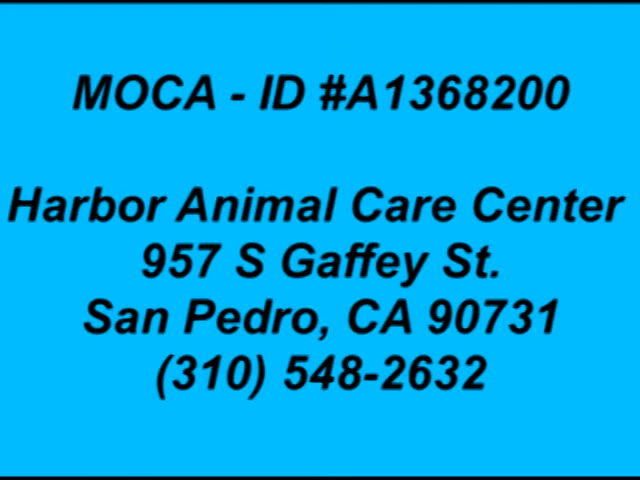 MOCA - ID #A1368200
Harbor Animal Care Center
957 S Gaffey St.
San Pedro, CA 90731
(310) 548-2632